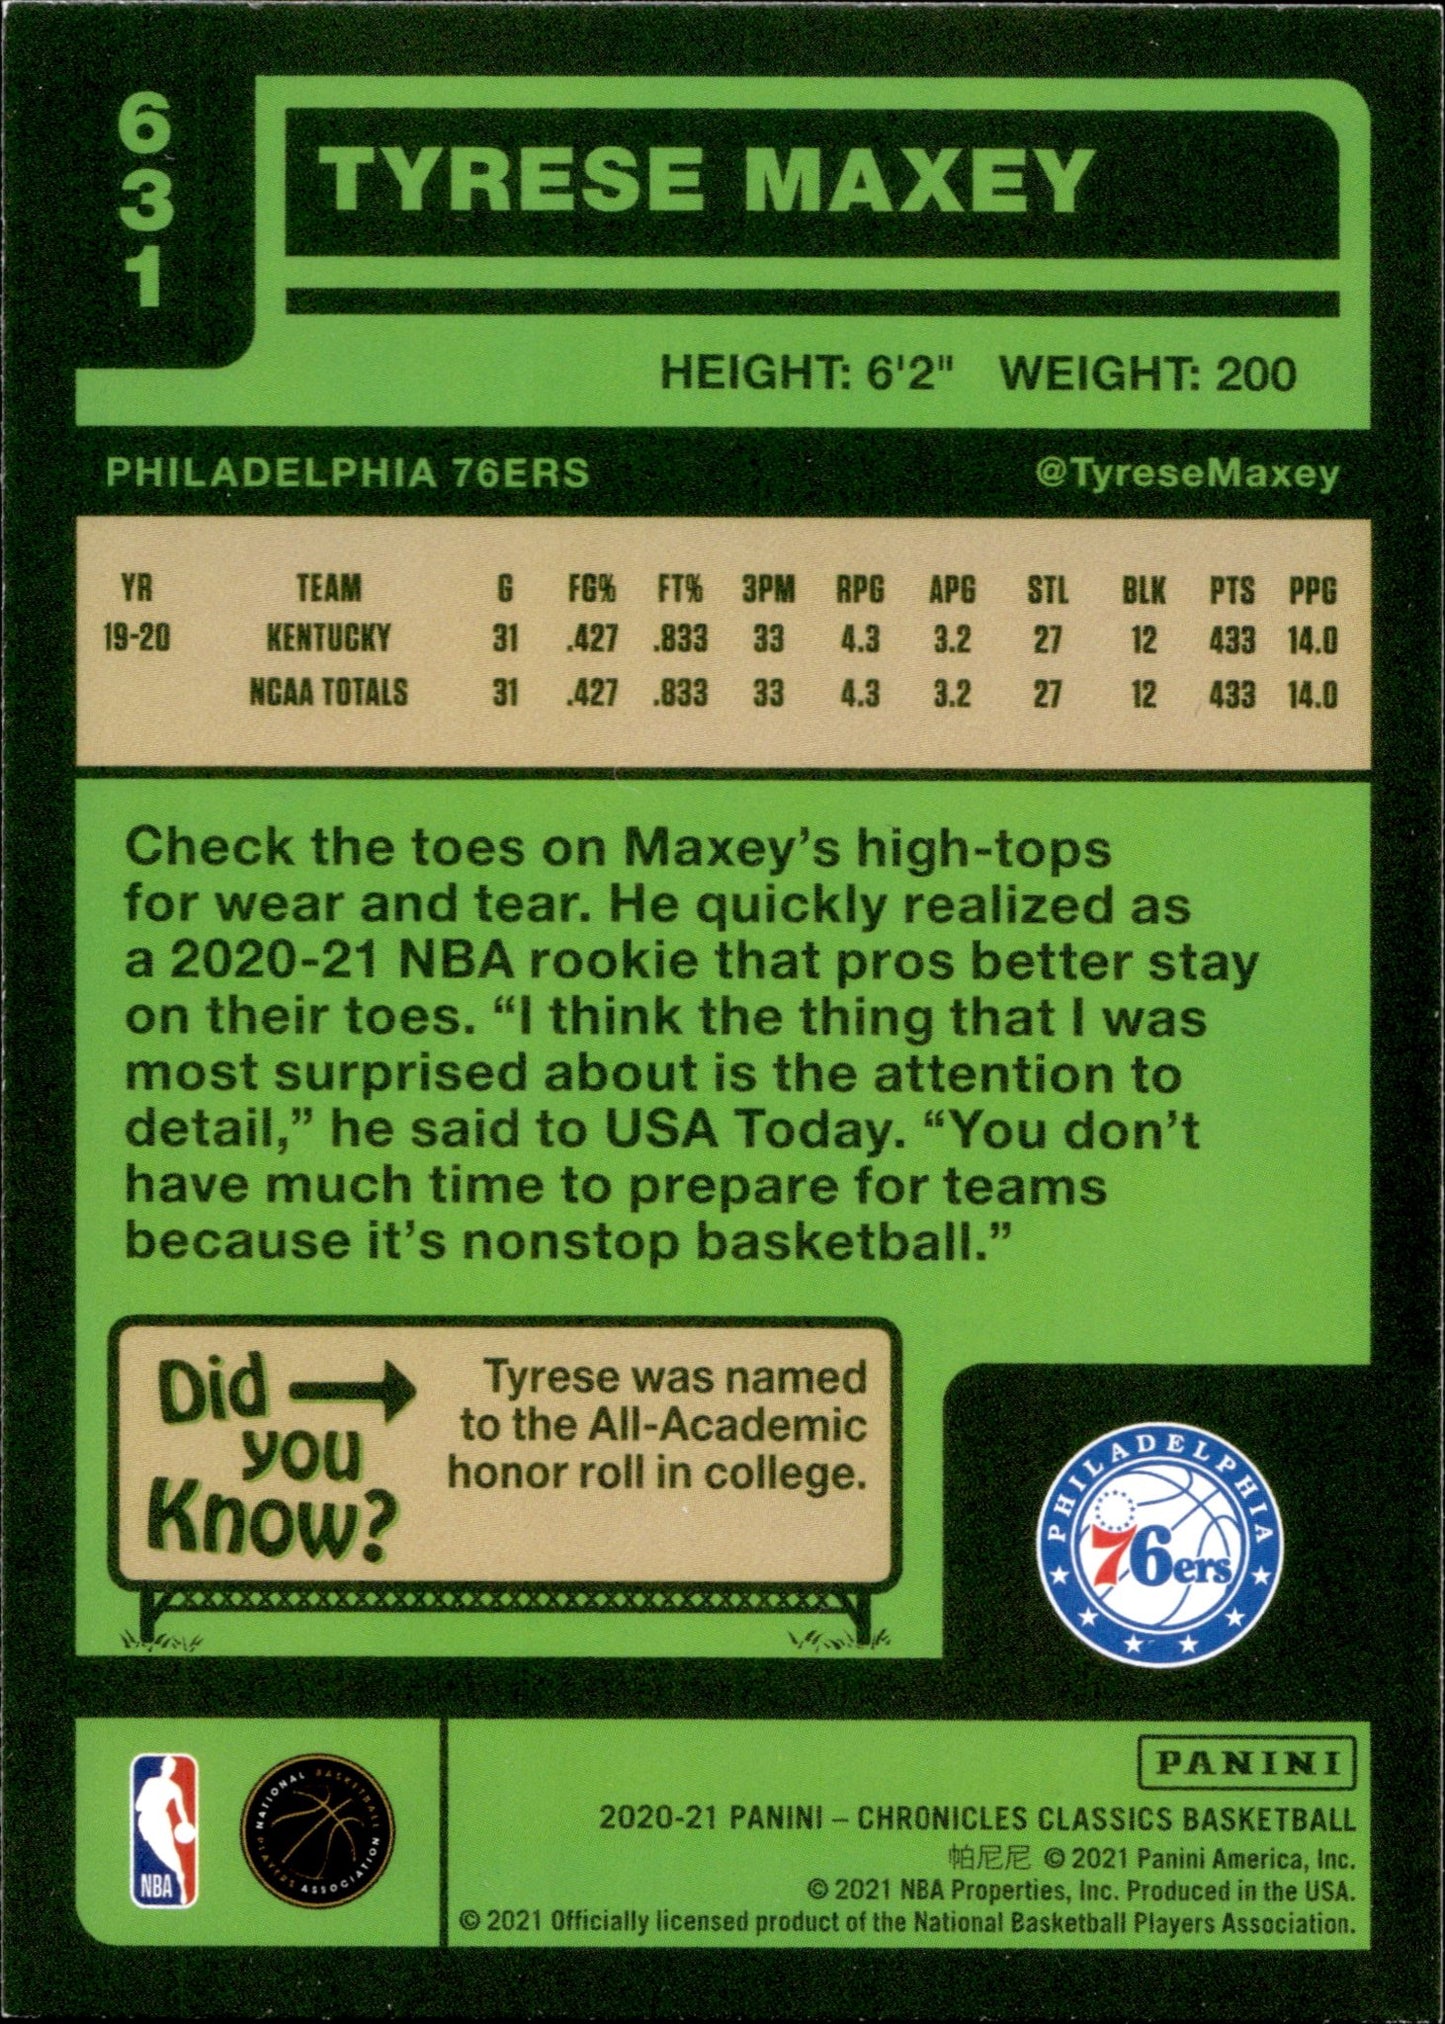 631
TYRESE MAXEY
HEIGHT: 6'2" WEIGHT: 200
PHILADELPHIA 76ERS @TyreseMaxey
YR TEAM G FG% FT% 3PM RPG APG STL BLK PTS PPG
19-20 KENTUCKY 31 .427 .833 33 4.3 3.2 27 12 433 14.0
NCAA TOTALS 31 .427 .833 33 4.3 3.2 27 12 433 14.0
Check the toes on Maxey’s high-tops
for wear and tear. He quickly realized as
a 2020-21 NBA rookie that pros better stay
on their toes. “I think the thing that I was
most surprised about is the attention to
detail,” he said to USA Today. “You don’t
have much time to prepare for teams
because it’s nonstop basketball.”
Did
you
Know?
Tyrese was named
to the All-Academic
honor roll in college.
PHILADELPHIA
76ers
NBA
NATIONAL BASKETBALL
PLAYERS ASSOCIATION
PANINI
2020-21 PANINI – CHRONICLES CLASSICS BASKETBALL
帕尼尼 © 2021 Panini America, Inc.
© 2021 NBA Properties, Inc. Produced in the USA.
© 2021 Officially licensed product of the National Basketball Players Association.